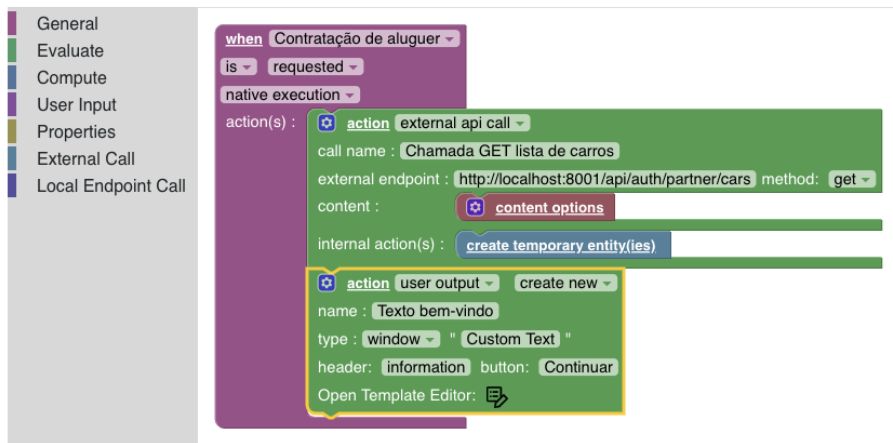 General
Evaluate
Compute
User Input
Properties
External Call
Local Endpoint Call
when Contratação de aluguer
is requested
native execution
action(s) :
action external api call
call name : Chamada GET lista de carros
external endpoint : http://localhost:8001/api/auth/partner/cars method: get
content : content options
internal action(s) : create temporary entity(ies)
action user output create new
name : Texto bem-vindo
type : window " Custom Text "
header: information button: Continuar
Open Template Editor: